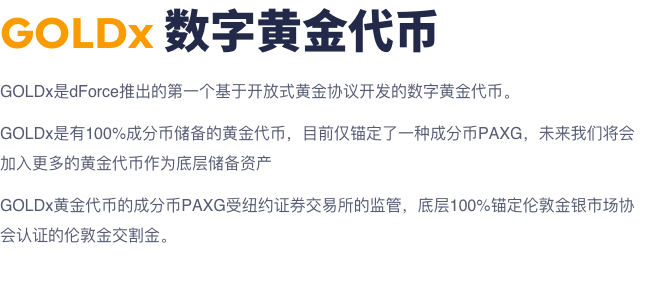 GOLDx 数字黄金代币
GOLDx是dForce推出的第一个基于开放式黄金协议开发的数字黄金代币。
GOLDx是有100%成分币储备的黄金代币，目前仅锚定了一种成分币PAXG，未来我们将会
加入更多的黄金代币作为底层储备资产
GOLDx黄金代币的成分币PAXG受纽约证券交易所的监管，底层100%锚定伦敦金银市场协
会认证的伦敦金交割金。